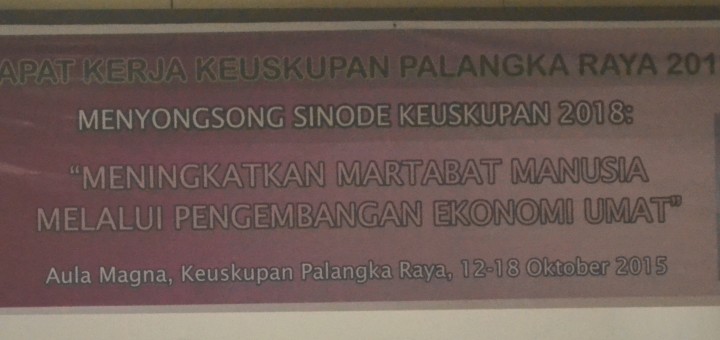 APAT KERJA KEUSKUPAN PALANGKA RAYA 201
MENYONGSONG SINODE KEUSKUPAN 2018:
“MENINGKATKAN MARTABAT MANUSIA
MELALUI PENGEMBANGAN EKONOMI UMAT”
Aula Magna, Keuskupan Palangka Raya, 12-18 Oktober 2015